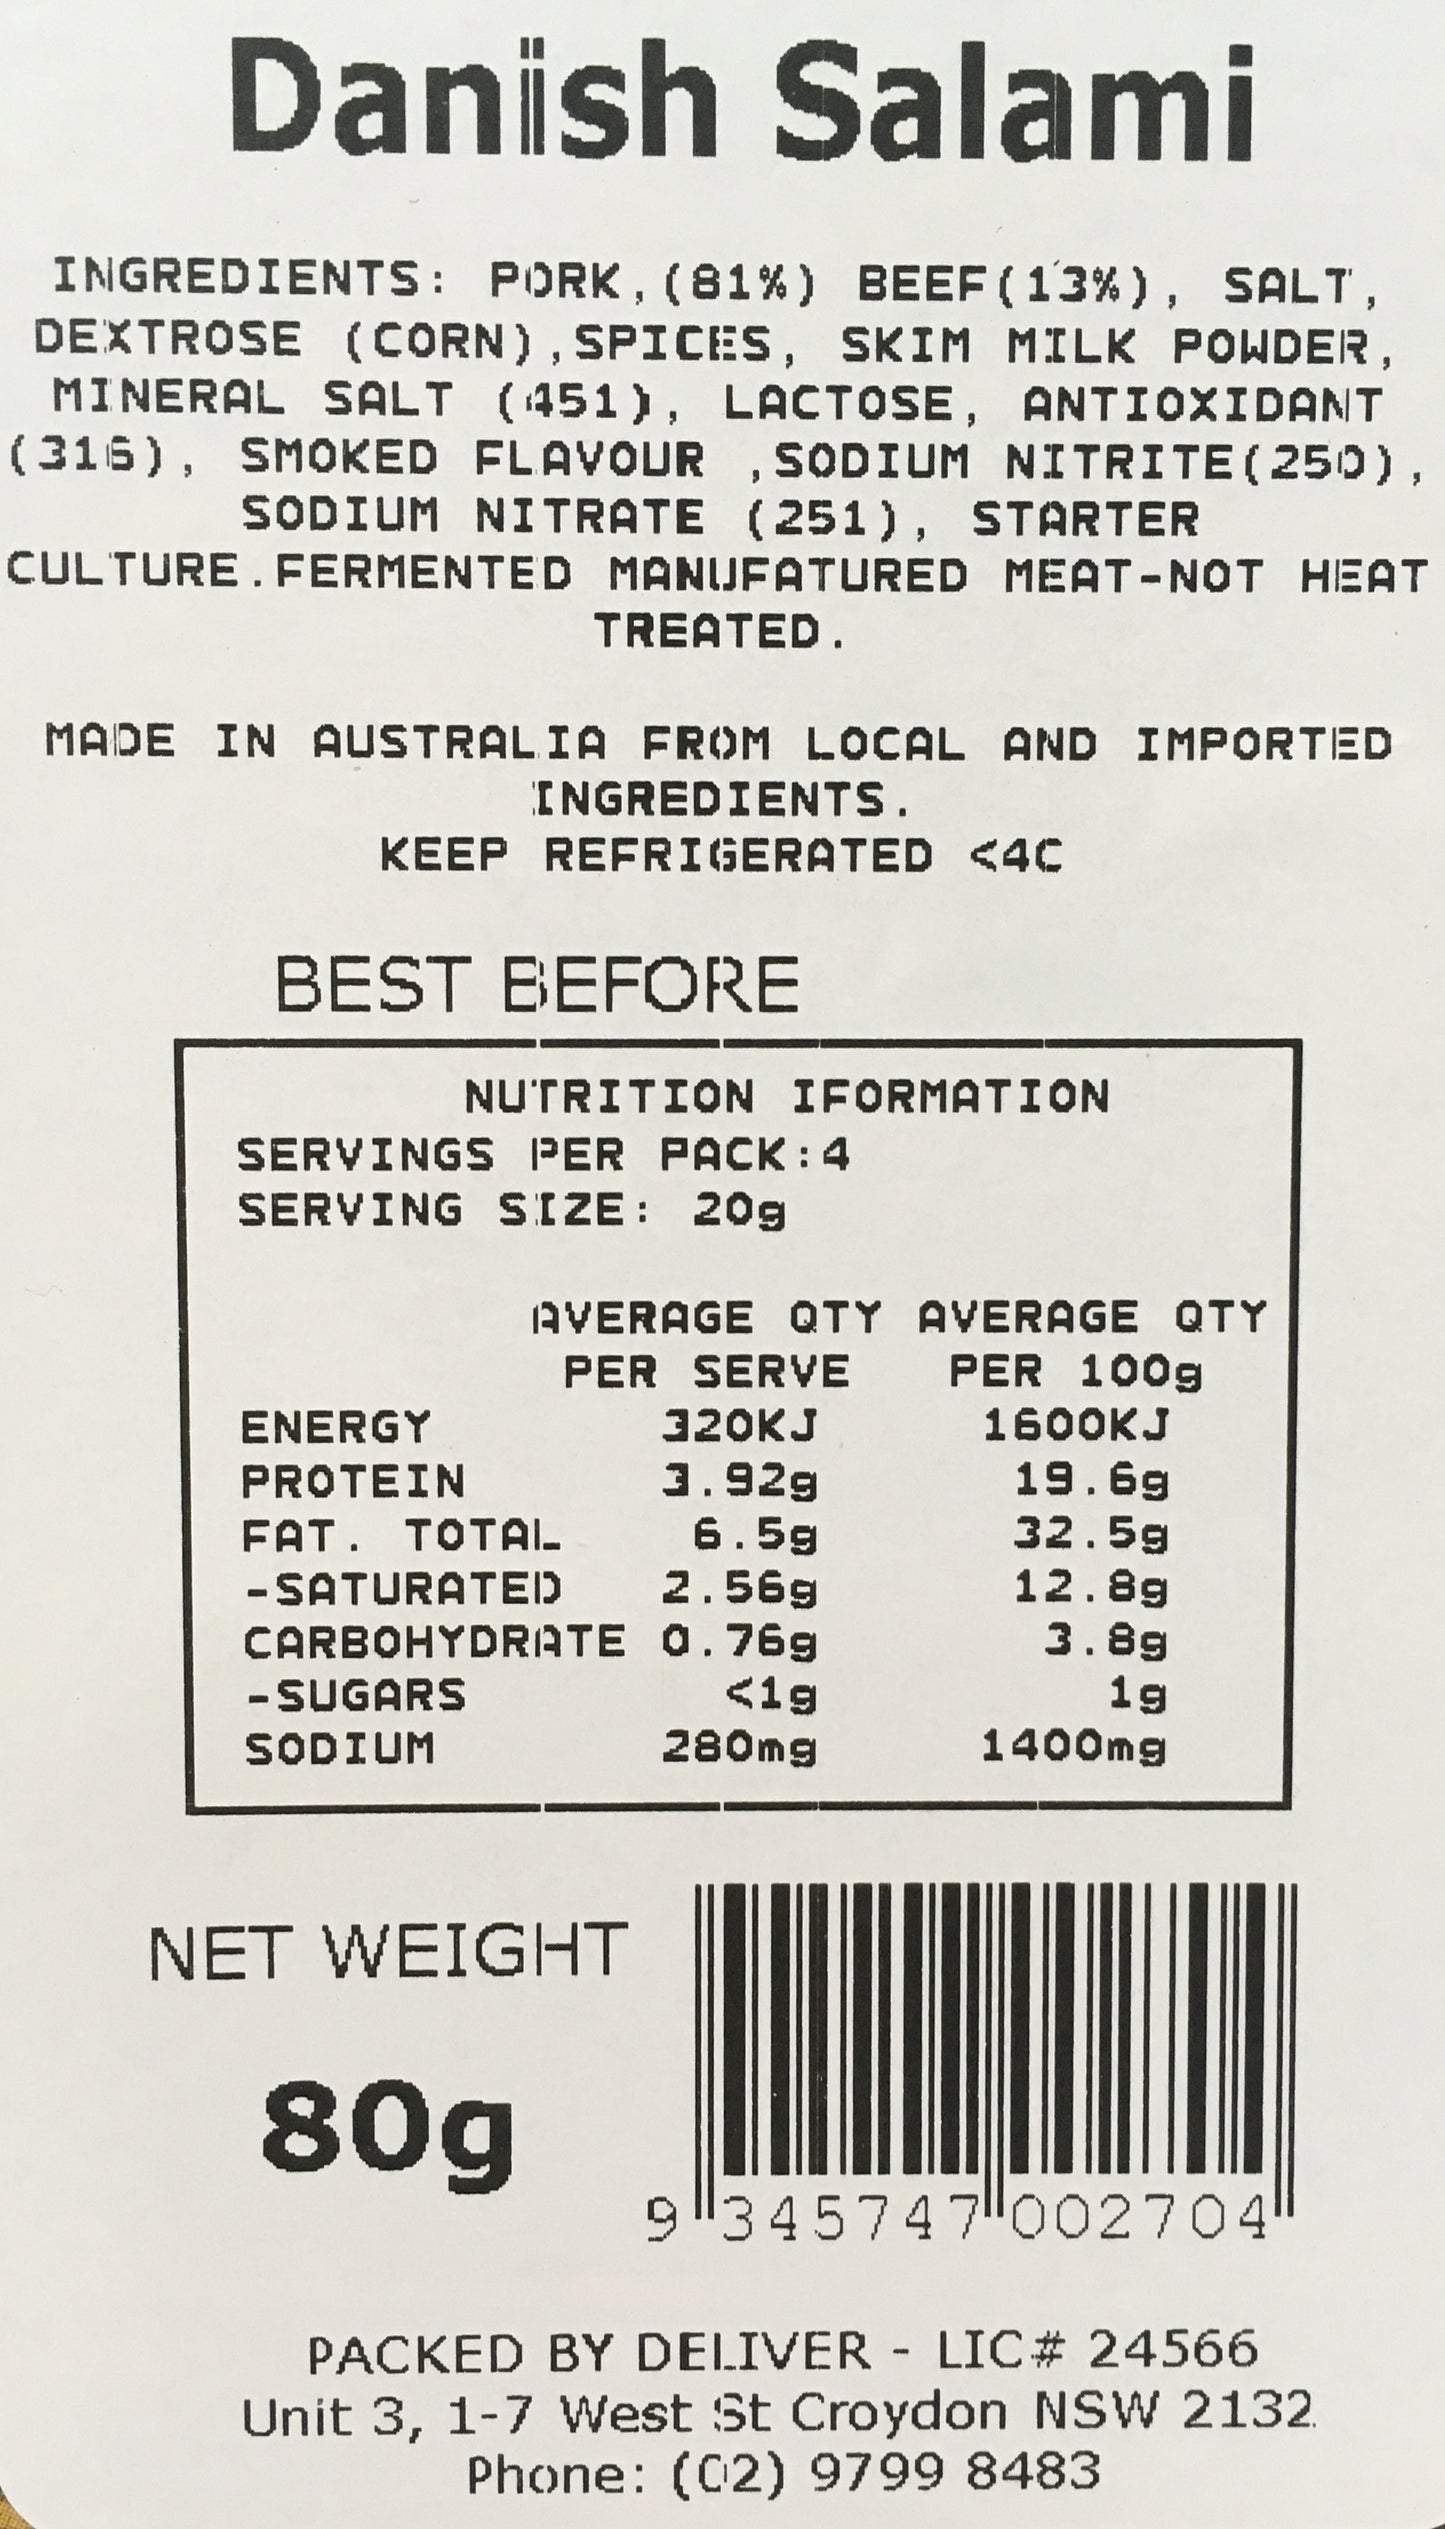 Danish Salami
INGREDIENTS: PORK,(81%) BEEF(13%), SALT,
DEXTROSE (CORN),SPICES, SKIM MILK POWDER,
MINERAL SALT (451), LACTOSE, ANTIOXIDANT
(316), SMOKED FLAVOUR ,SODIUM NITRITE(250),
SODIUM NITRATE (251), STARTER
CULTURE.FERMENTED MANUFATURED MEAT-NOT HEAT
TREATED.
MADE IN AUSTRALIA FROM LOCAL AND IMPORTED
INGREDIENTS.
KEEP REFRIGERATED <4C
BEST BEFORE
NUTRITION IFORMATION
SERVINGS PER PACK:4
SERVING SIZE: 20g
AVERAGE QTY AVERAGE QTY
PER SERVE PER 100g
ENERGY 320KJ 1600KJ
PROTEIN 3.92g 19.6g
FAT. TOTAL 6.5g 32.5g
-SATURATED 2.56g 12.8g
CARBOHYDRATE 0.76g 3.8g
-SUGARS <1g 1g
SODIUM 280mg 1400mg
NET WEIGHT
80g
9 345747 002704
PACKED BY DELIVER - LIC# 24566
Unit 3, 1-7 West St Croydon NSW 2132
Phone: (02) 9799 8483